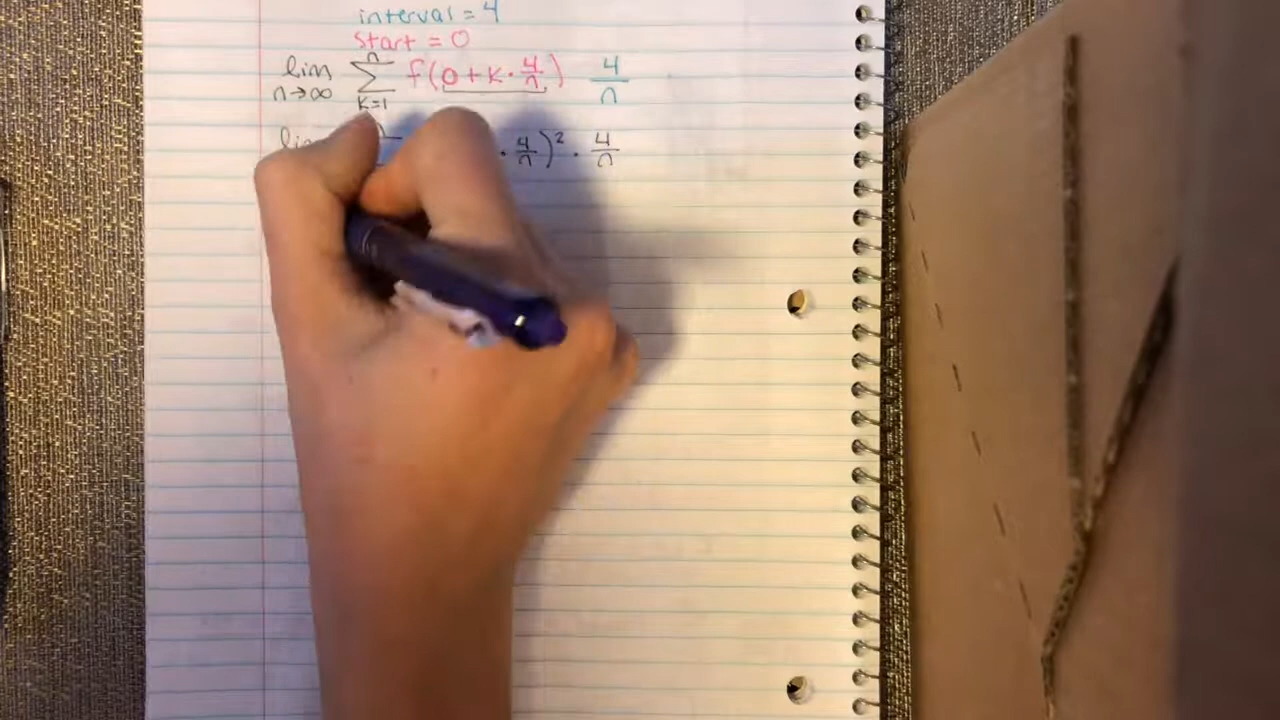 interval = 4
start = 0
lim n→∞ n Σ k=1 f(0 + k · 4/n) 4/n
· 4/n)² · 4/n